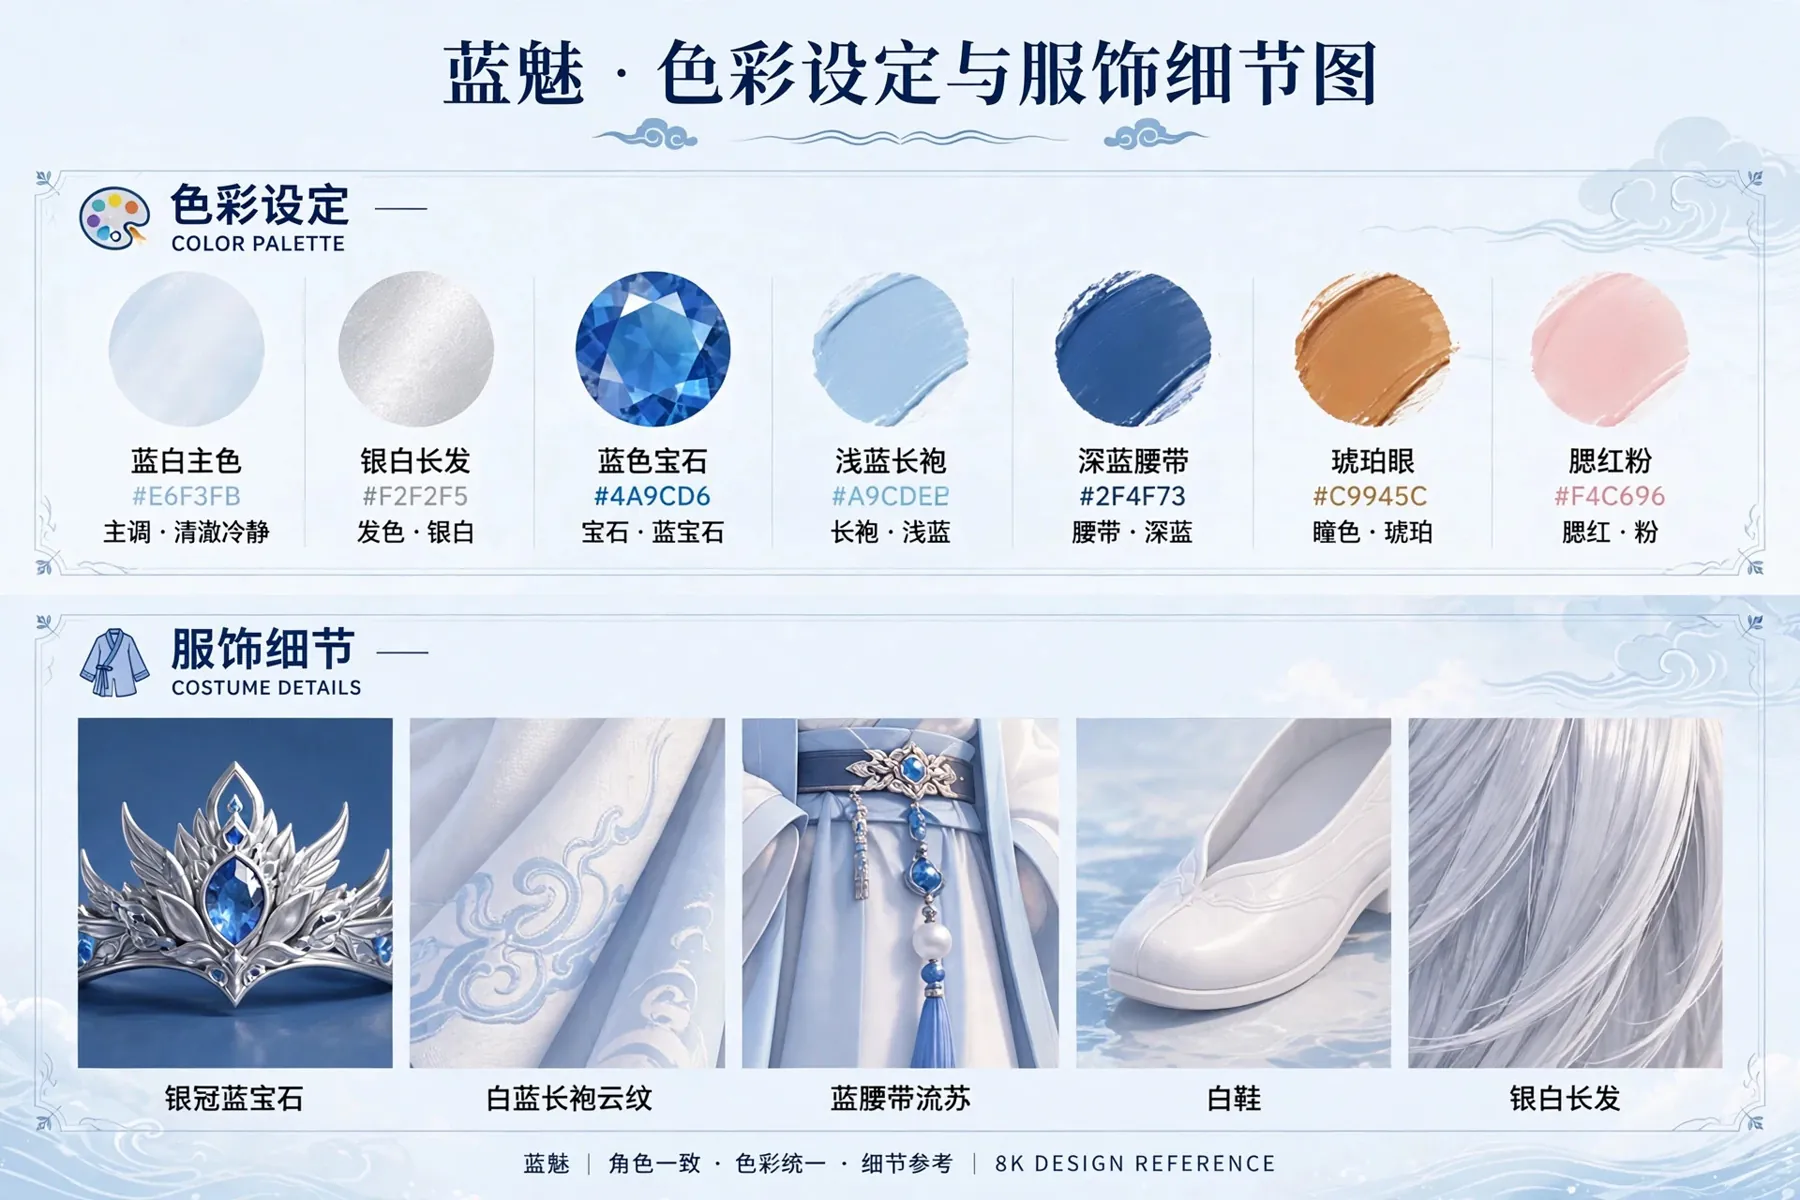 蓝魅·色彩设定与服饰细节图
色彩设定
COLOR PALETTE
蓝白主色
#E6F3FB
主调·清澈冷静
银白长发
#F2F2F5
发色·银白
蓝色宝石
#4A9CD6
宝石·蓝宝石
浅蓝长袍
#A9CDEB
长袍·浅蓝
深蓝腰带
#2F4F73
腰带·深蓝
琥珀眼
#C9945C
瞳色·琥珀
腮红粉
#F4C696
腮红·粉
服饰细节
COSTUME DETAILS
银冠蓝宝石
白蓝长袍云纹
蓝腰带流苏
白鞋
银白长发
蓝魅 | 角色一致 · 色彩统一 · 细节参考 | 8K DESIGN REFERENCE